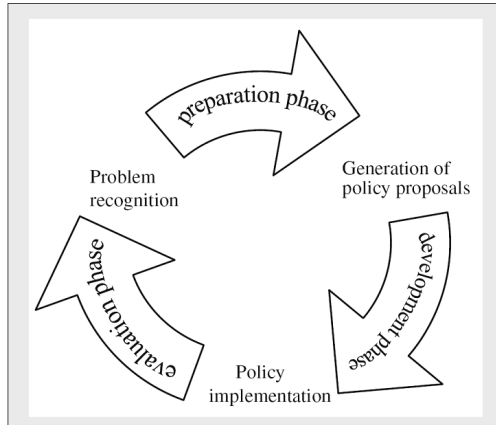 preparation phase
Problem
recognition
Generation of
policy proposals
development phase
evaluation phase
Policy
implementation